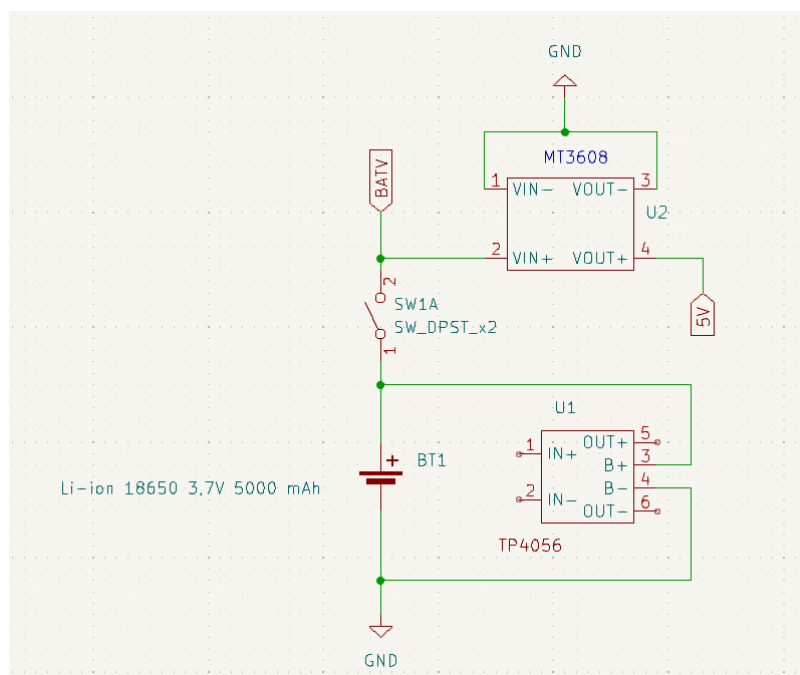 GND
MT3608
BATV
1 VIN- VOUT- 3
U2
2 VIN+ VOUT+ 4
2
SW1A
SW_DPST_x2
5V
1
U1
1 IN+ OUT+ 5
B+ 3
BT1
Li-ion 18650 3,7V 5000 mAh
B- 4
2 IN- OUT- 6
TP4056
GND